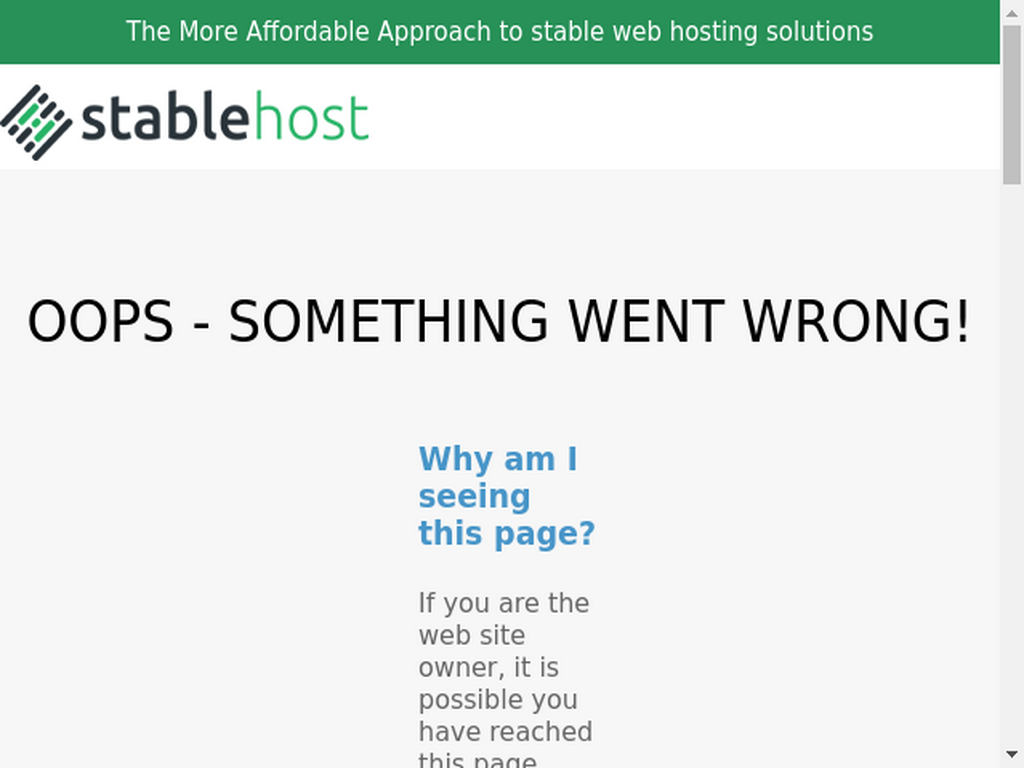 The More Affordable Approach to stable web hosting solutions
stablehost
OOPS - SOMETHING WENT WRONG!
Why am I
seeing
this page?
If you are the
web site
owner, it is
possible you
have reached
this page